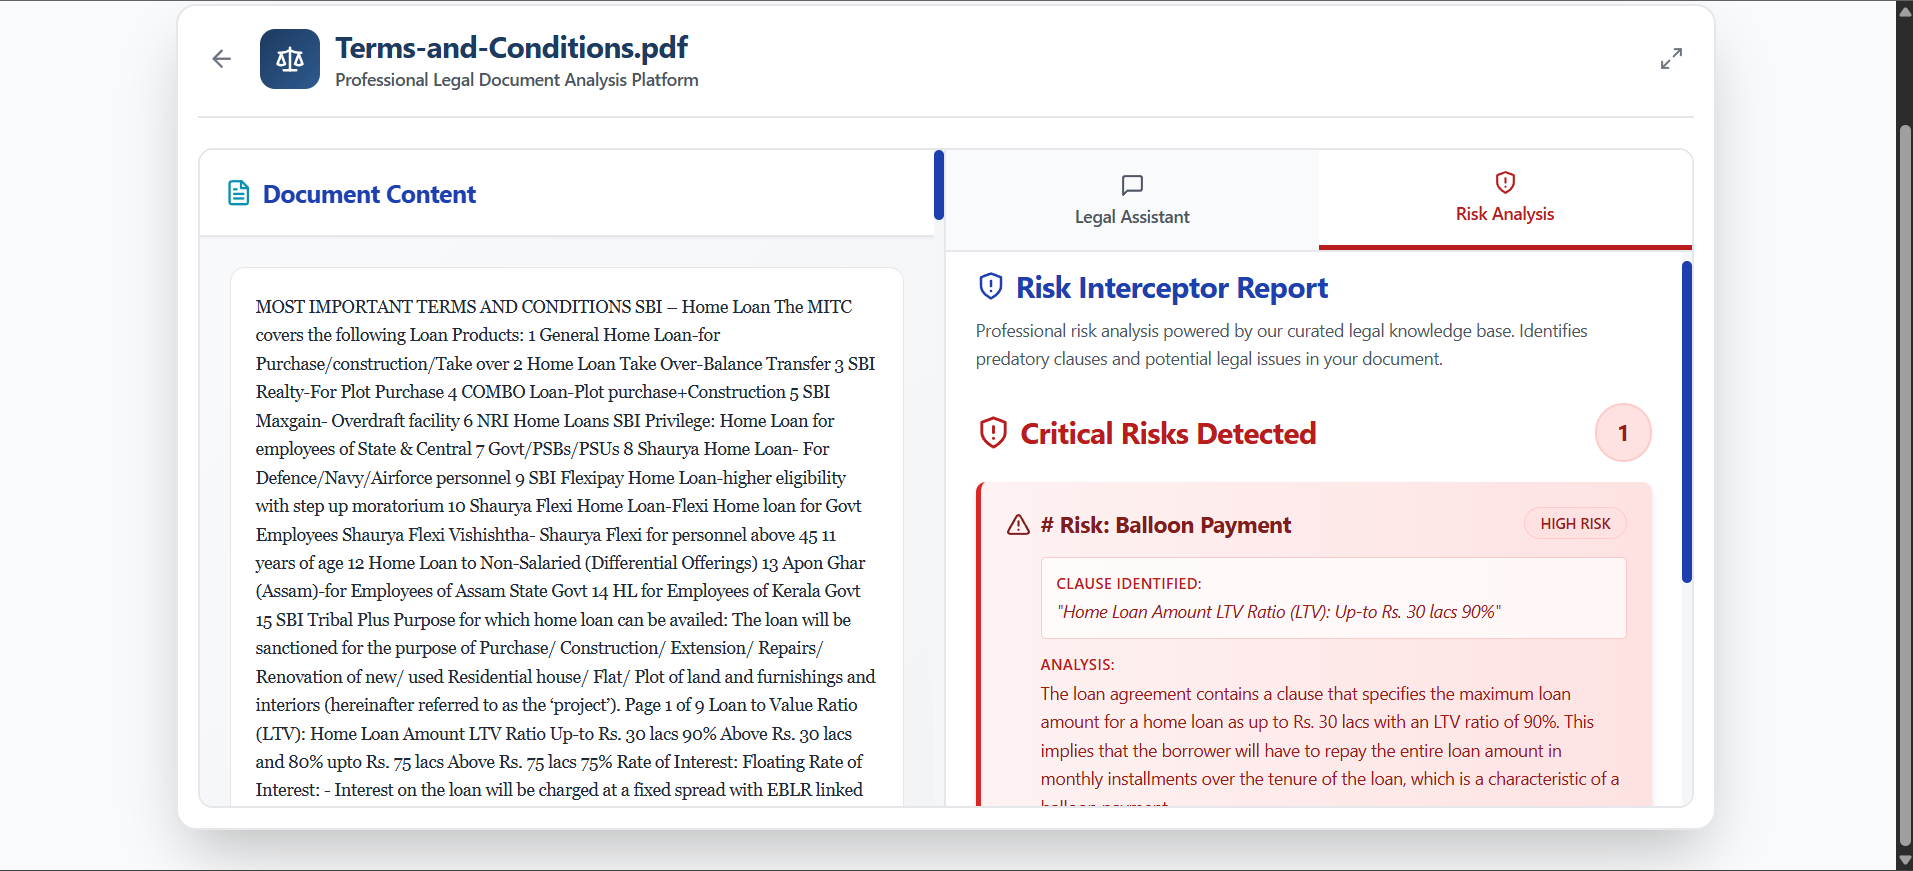 Terms-and-Conditions.pdf
Professional Legal Document Analysis Platform
Document Content
MOST IMPORTANT TERMS AND CONDITIONS SBI – Home Loan The MITC
covers the following Loan Products: 1 General Home Loan-for
Purchase/construction/Take over 2 Home Loan Take Over-Balance Transfer 3 SBI
Realty-For Plot Purchase 4 COMBO Loan-Plot purchase+Construction 5 SBI
Maxgain- Overdraft facility 6 NRI Home Loans SBI Privilege: Home Loan for
employees of State & Central 7 Govt/PSBs/PSUs 8 Shaurya Home Loan- For
Defence/Navy/Airforce personnel 9 SBI Flexipay Home Loan-higher eligibility
with step up moratorium 10 Shaurya Flexi Home Loan-Flexi Home loan for Govt
Employees Shaurya Flexi Vishishtha- Shaurya Flexi for personnel above 45 11
years of age 12 Home Loan to Non-Salaried (Differential Offerings) 13 Apon Ghar
(Assam)-for Employees of Assam State Govt 14 HL for Employees of Kerala Govt
15 SBI Tribal Plus Purpose for which home loan can be availed: The loan will be
sanctioned for the purpose of Purchase/ Construction/ Extension/ Repairs/
Renovation of new/ used Residential house/ Flat/ Plot of land and furnishings and
interiors (hereinafter referred to as the ‘project’). Page 1 of 9 Loan to Value Ratio
(LTV): Home Loan Amount LTV Ratio Up-to Rs. 30 lacs 90% Above Rs. 30 lacs
and 80% upto Rs. 75 lacs Above Rs. 75 lacs 75% Rate of Interest: Floating Rate of
Interest: - Interest on the loan will be charged at a fixed spread with EBLR linked
Legal Assistant
Risk Analysis
Risk Interceptor Report
Professional risk analysis powered by our curated legal knowledge base. Identifies
predatory clauses and potential legal issues in your document.
Critical Risks Detected
1
# Risk: Balloon Payment
HIGH RISK
CLAUSE IDENTIFIED:
"Home Loan Amount LTV Ratio (LTV): Up-to Rs. 30 lacs 90%"
ANALYSIS:
The loan agreement contains a clause that specifies the maximum loan
amount for a home loan as up to Rs. 30 lacs with an LTV ratio of 90%. This
implies that the borrower will have to repay the entire loan amount in
monthly installments over the tenure of the loan, which is a characteristic of a